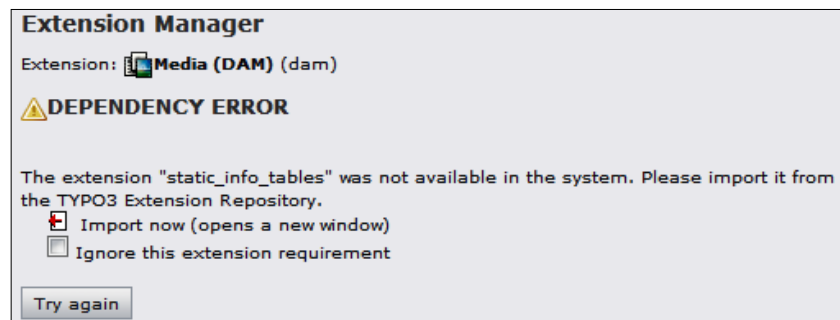 Extension Manager
Extension: Media (DAM) (dam)
DEPENDENCY ERROR
The extension "static_info_tables" was not available in the system. Please import it from
the TYPO3 Extension Repository.
Import now (opens a new window)
Ignore this extension requirement
Try again